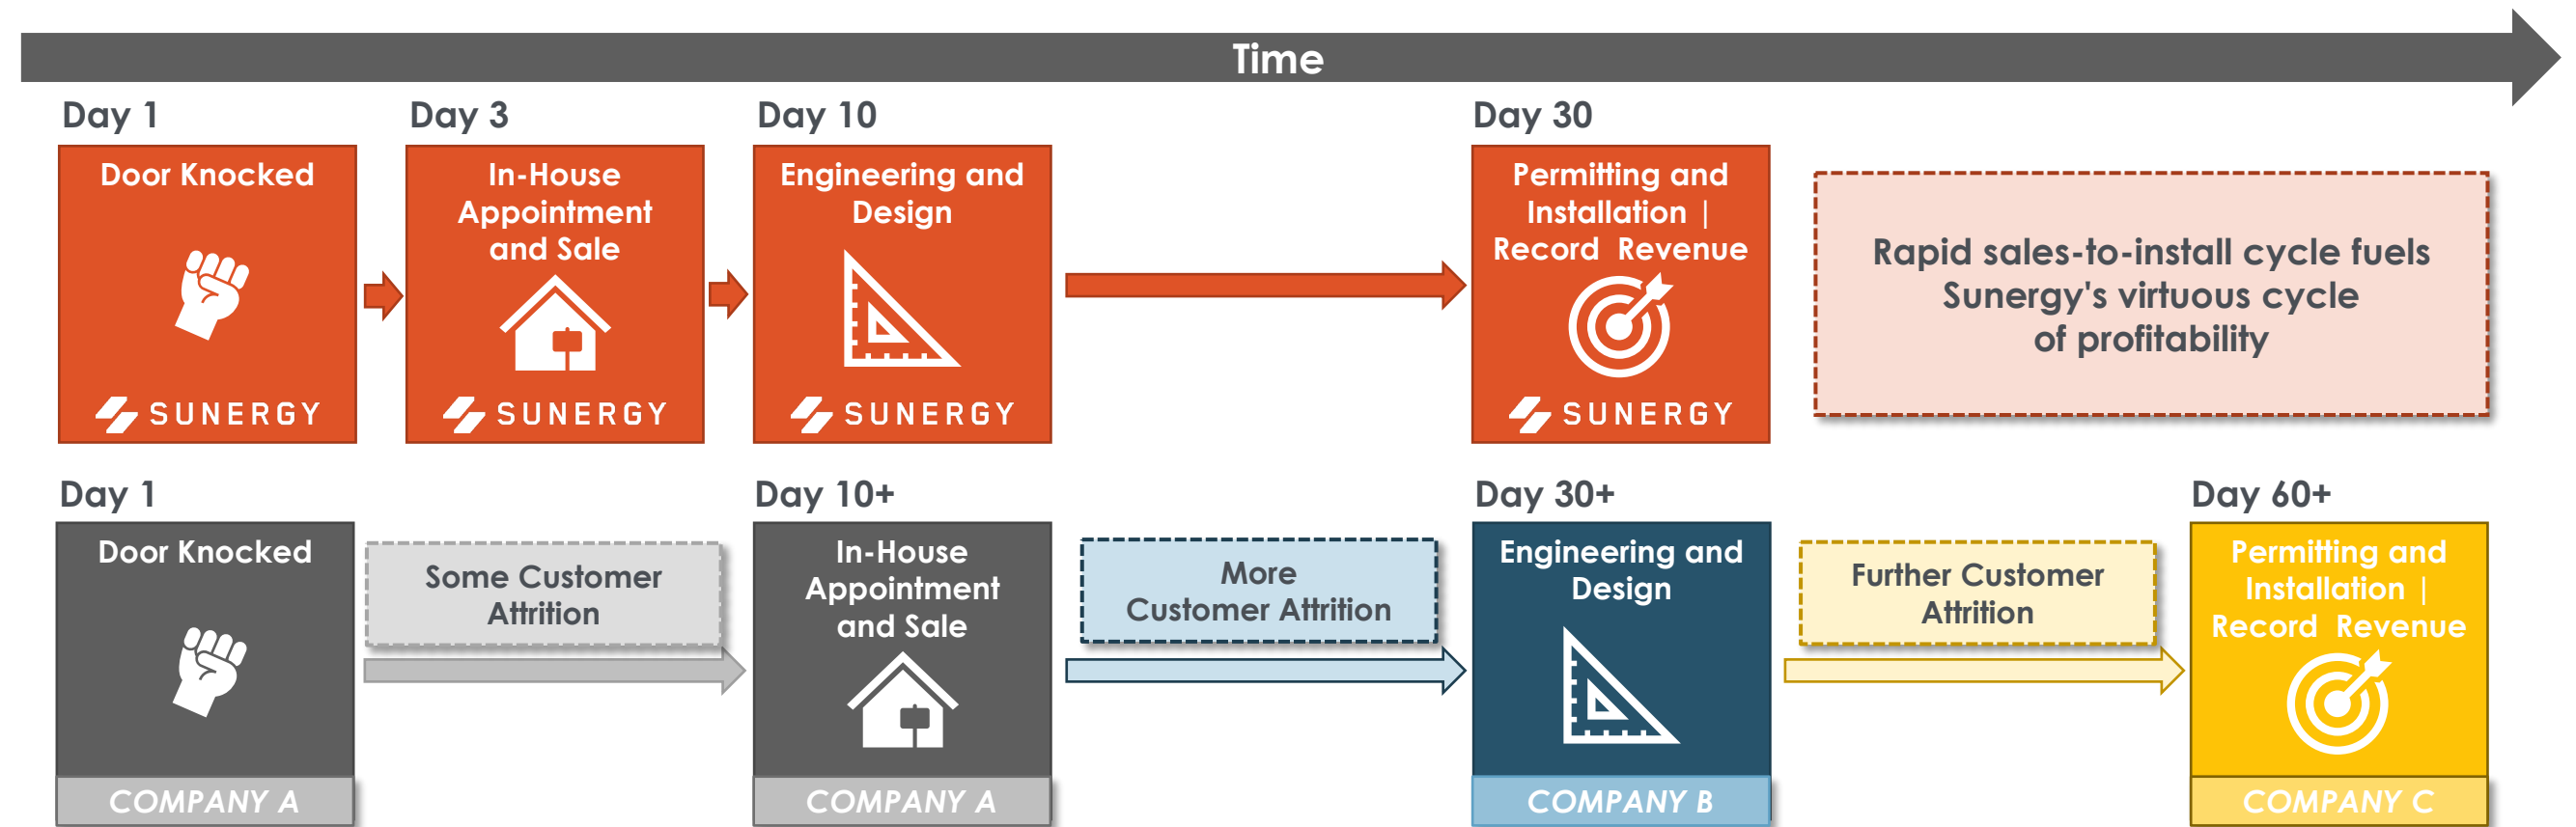 Time
Day 1
Day 3
Day 10
Day 30
Door Knocked
In-House
Appointment
and Sale
Engineering and
Design
Permitting and
Installation |
Record Revenue
SUNERGY
SUNERGY
SUNERGY
SUNERGY
Rapid sales-to-install cycle fuels
Sunergy's virtuous cycle
of profitability
Day 1
Day 10+
Day 30+
Day 60+
Door Knocked
Some Customer
Attrition
In-House
Appointment
and Sale
More
Customer Attrition
Engineering and
Design
Further Customer
Attrition
Permitting and
Installation |
Record Revenue
COMPANY A
COMPANY A
COMPANY B
COMPANY C